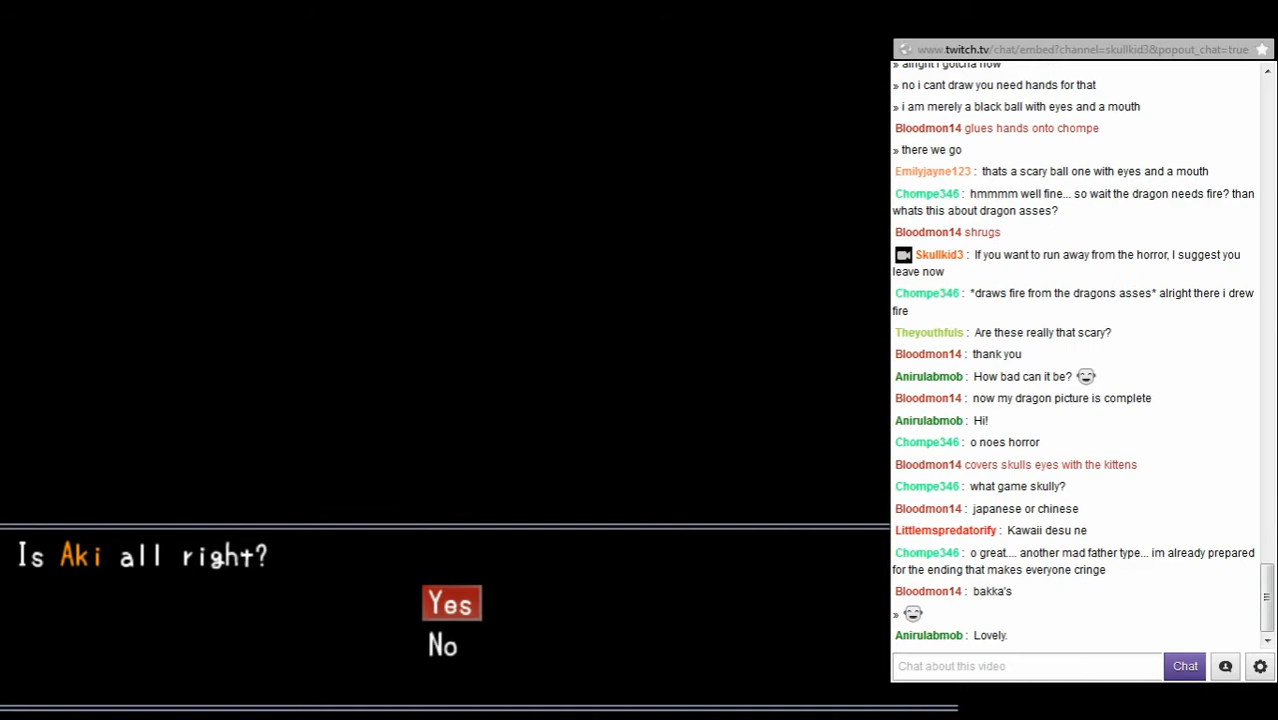 www.twitch.tv/chat/embed?channel=skullkid3&popout_chat=true
» alright i gotcha now
» no i cant draw you need hands for that
» i am merely a black ball with eyes and a mouth
Bloodmon14 glues hands onto chompe
» there we go
Emilyjayne123 : thats a scary ball one with eyes and a mouth
Chompe346 : hmmmm well fine... so wait the dragon needs fire? than
whats this about dragon asses?
Bloodmon14 shrugs
Skullkid3 : If you want to run away from the horror, I suggest you
leave now
Chompe346 : *draws fire from the dragons asses* alright there i drew
fire
Theyouthfuls : Are these really that scary?
Bloodmon14 : thank you
Anirulabmob : How bad can it be?
Bloodmon14 : now my dragon picture is complete
Anirulabmob : Hi!
Chompe346 : o noes horror
Bloodmon14 covers skulls eyes with the kittens
Chompe346 : what game skully?
Bloodmon14 : japanese or chinese
Littlemspredatorify : Kawaii desu ne
Chompe346 : o great.... another mad father type... im already prepared
for the ending that makes everyone cringe
Bloodmon14 : bakka's
»
Anirulabmob : Lovely.
Chat about this video
Chat
Is Aki all right?
Yes
No